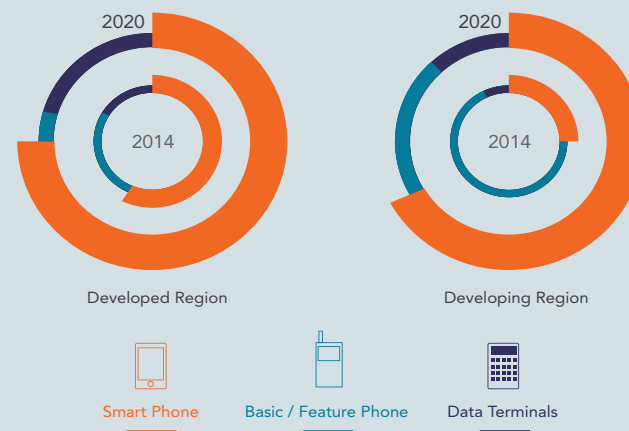 2020
2020
2014
2014
Developed Region
Developing Region
Smart Phone
Basic / Feature Phone
Data Terminals